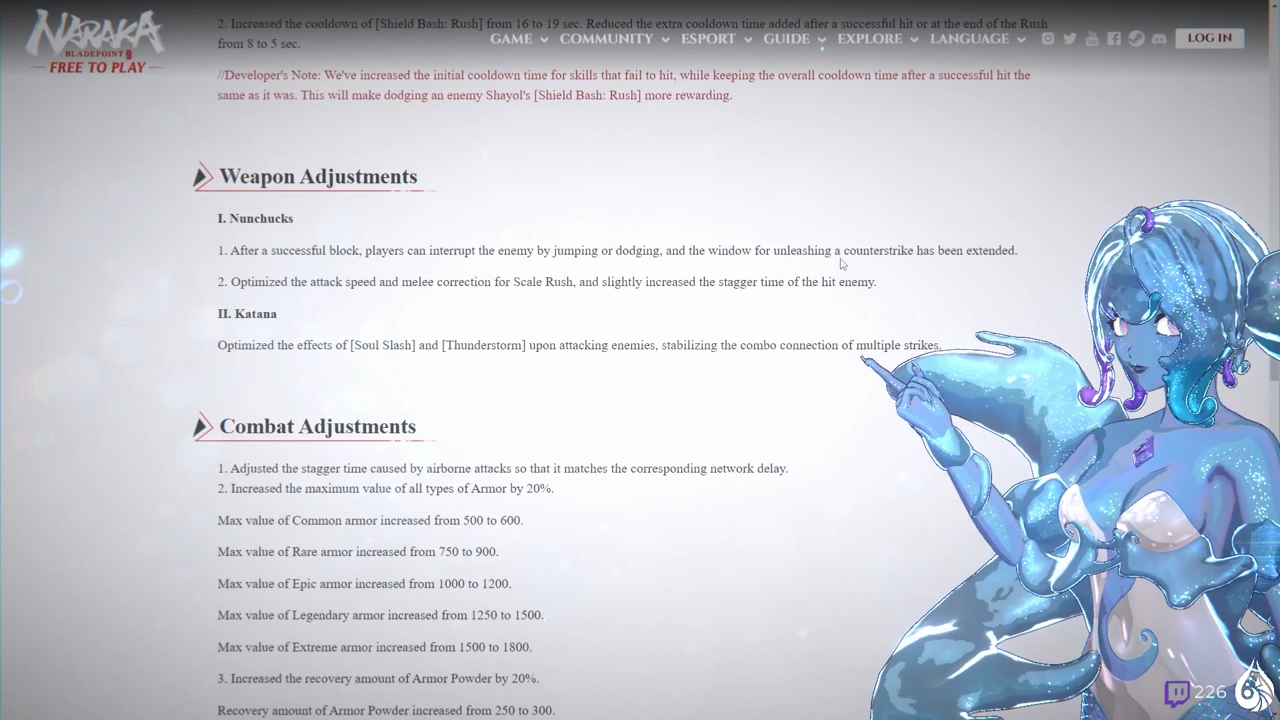 2. Increased the cooldown of [Shield Bash: Rush] from 16 to 19 sec. Reduced the extra cooldown time added after a successful hit or at the end of the Rush
from 8 to 5 sec.
NARAKA
BLADEPOINT
FREE TO PLAY
GAME COMMUNITY ESPORT GUIDE EXPLORE LANGUAGE LOG IN
//Developer's Note: We've increased the initial cooldown time for skills that fail to hit, while keeping the overall cooldown time after a successful hit the
same as it was. This will make dodging an enemy Shayol's [Shield Bash: Rush] more rewarding.
Weapon Adjustments
I. Nunchucks
1. After a successful block, players can interrupt the enemy by jumping or dodging, and the window for unleashing a counterstrike has been extended.
2. Optimized the attack speed and melee correction for Scale Rush, and slightly increased the stagger time of the hit enemy.
II. Katana
Optimized the effects of [Soul Slash] and [Thunderstorm] upon attacking enemies, stabilizing the combo connection of multiple strikes.
Combat Adjustments
1. Adjusted the stagger time caused by airborne attacks so that it matches the corresponding network delay.
2. Increased the maximum value of all types of Armor by 20%.
Max value of Common armor increased from 500 to 600.
Max value of Rare armor increased from 750 to 900.
Max value of Epic armor increased from 1000 to 1200.
Max value of Legendary armor increased from 1250 to 1500.
Max value of Extreme armor increased from 1500 to 1800.
3. Increased the recovery amount of Armor Powder by 20%.
Recovery amount of Armor Powder increased from 250 to 300.
226